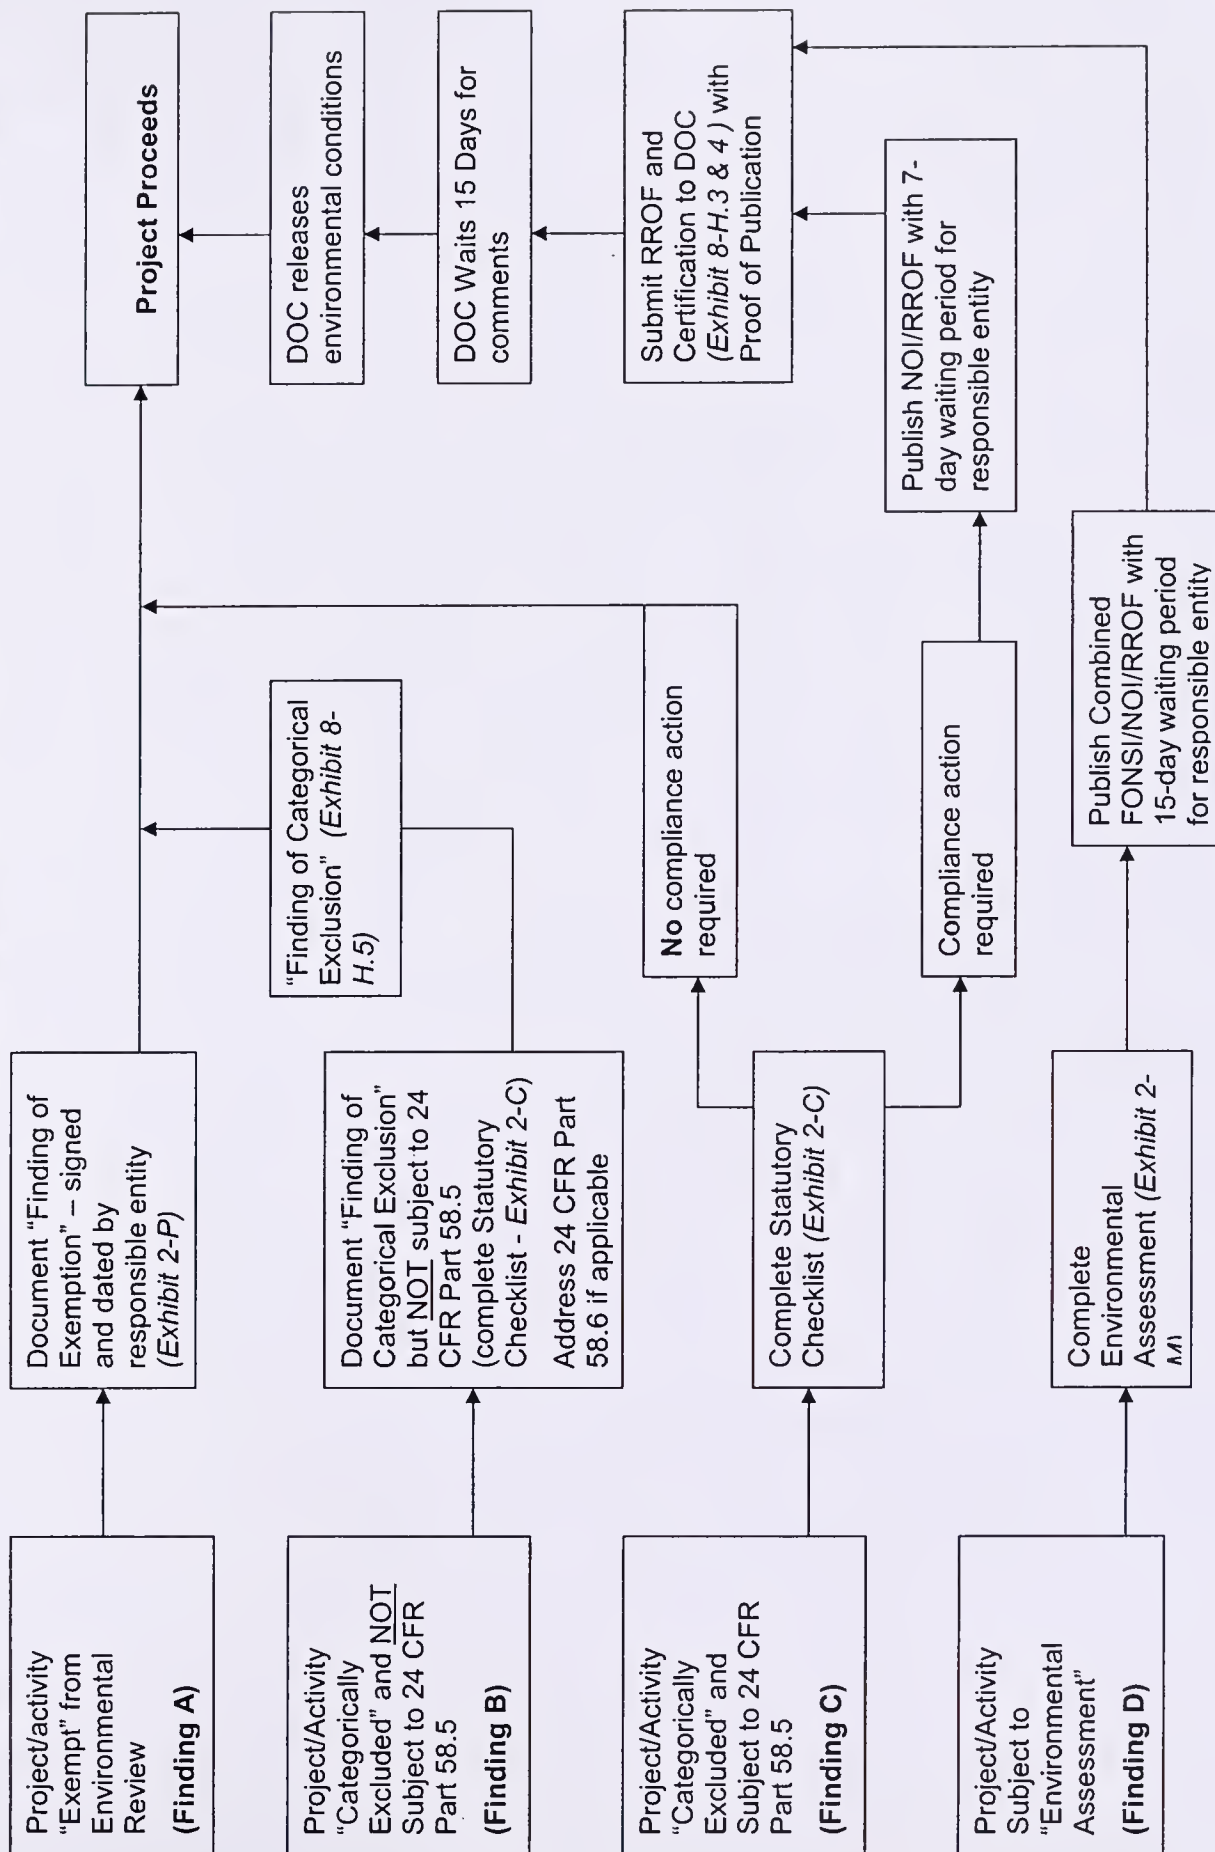 Project/activity
"Exempt" from
Environmental
Review
(Finding A)
Document "Finding of
Exemption" – signed
and dated by
responsible entity
(Exhibit 2-P)
Project Proceeds
Project/Activity
"Categorically
Excluded" and NOT
Subject to 24 CFR
Part 58.5
(Finding B)
Document "Finding of
Categorical Exclusion"
but NOT subject to 24
CFR Part 58.5
(complete Statutory
Checklist - Exhibit 2-C)
Address 24 CFR Part
58.6 if applicable
"Finding of Categorical
Exclusion" (Exhibit 8-
H.5)
DOC releases
environmental conditions
DOC Waits 15 Days for
comments
Project/Activity
"Categorically
Excluded" and
Subject to 24 CFR
Part 58.5
(Finding C)
Complete Statutory
Checklist (Exhibit 2-C)
No compliance action
required
Compliance action
required
Submit RROF and
Certification to DOC
(Exhibit 8-H.3 & 4 ) with
Proof of Publication
Publish NOI/RROF with 7-
day waiting period for
responsible entity
Project/Activity
Subject to
"Environmental
Assessment"
(Finding D)
Complete
Environmental
Assessment (Exhibit 2-
Publish Combined
FONSI/NOI/RROF with
15-day waiting period
for responsible entity